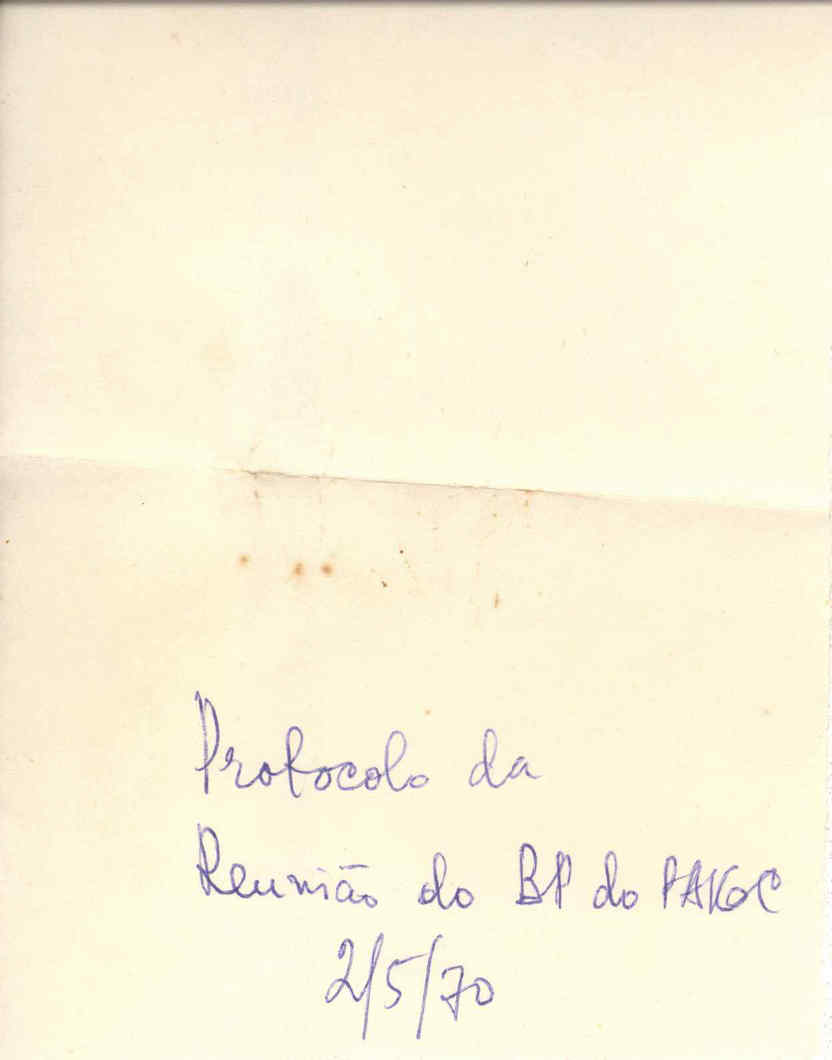 Protocolo da
Reunião do BP do PAIGC
2/5/70